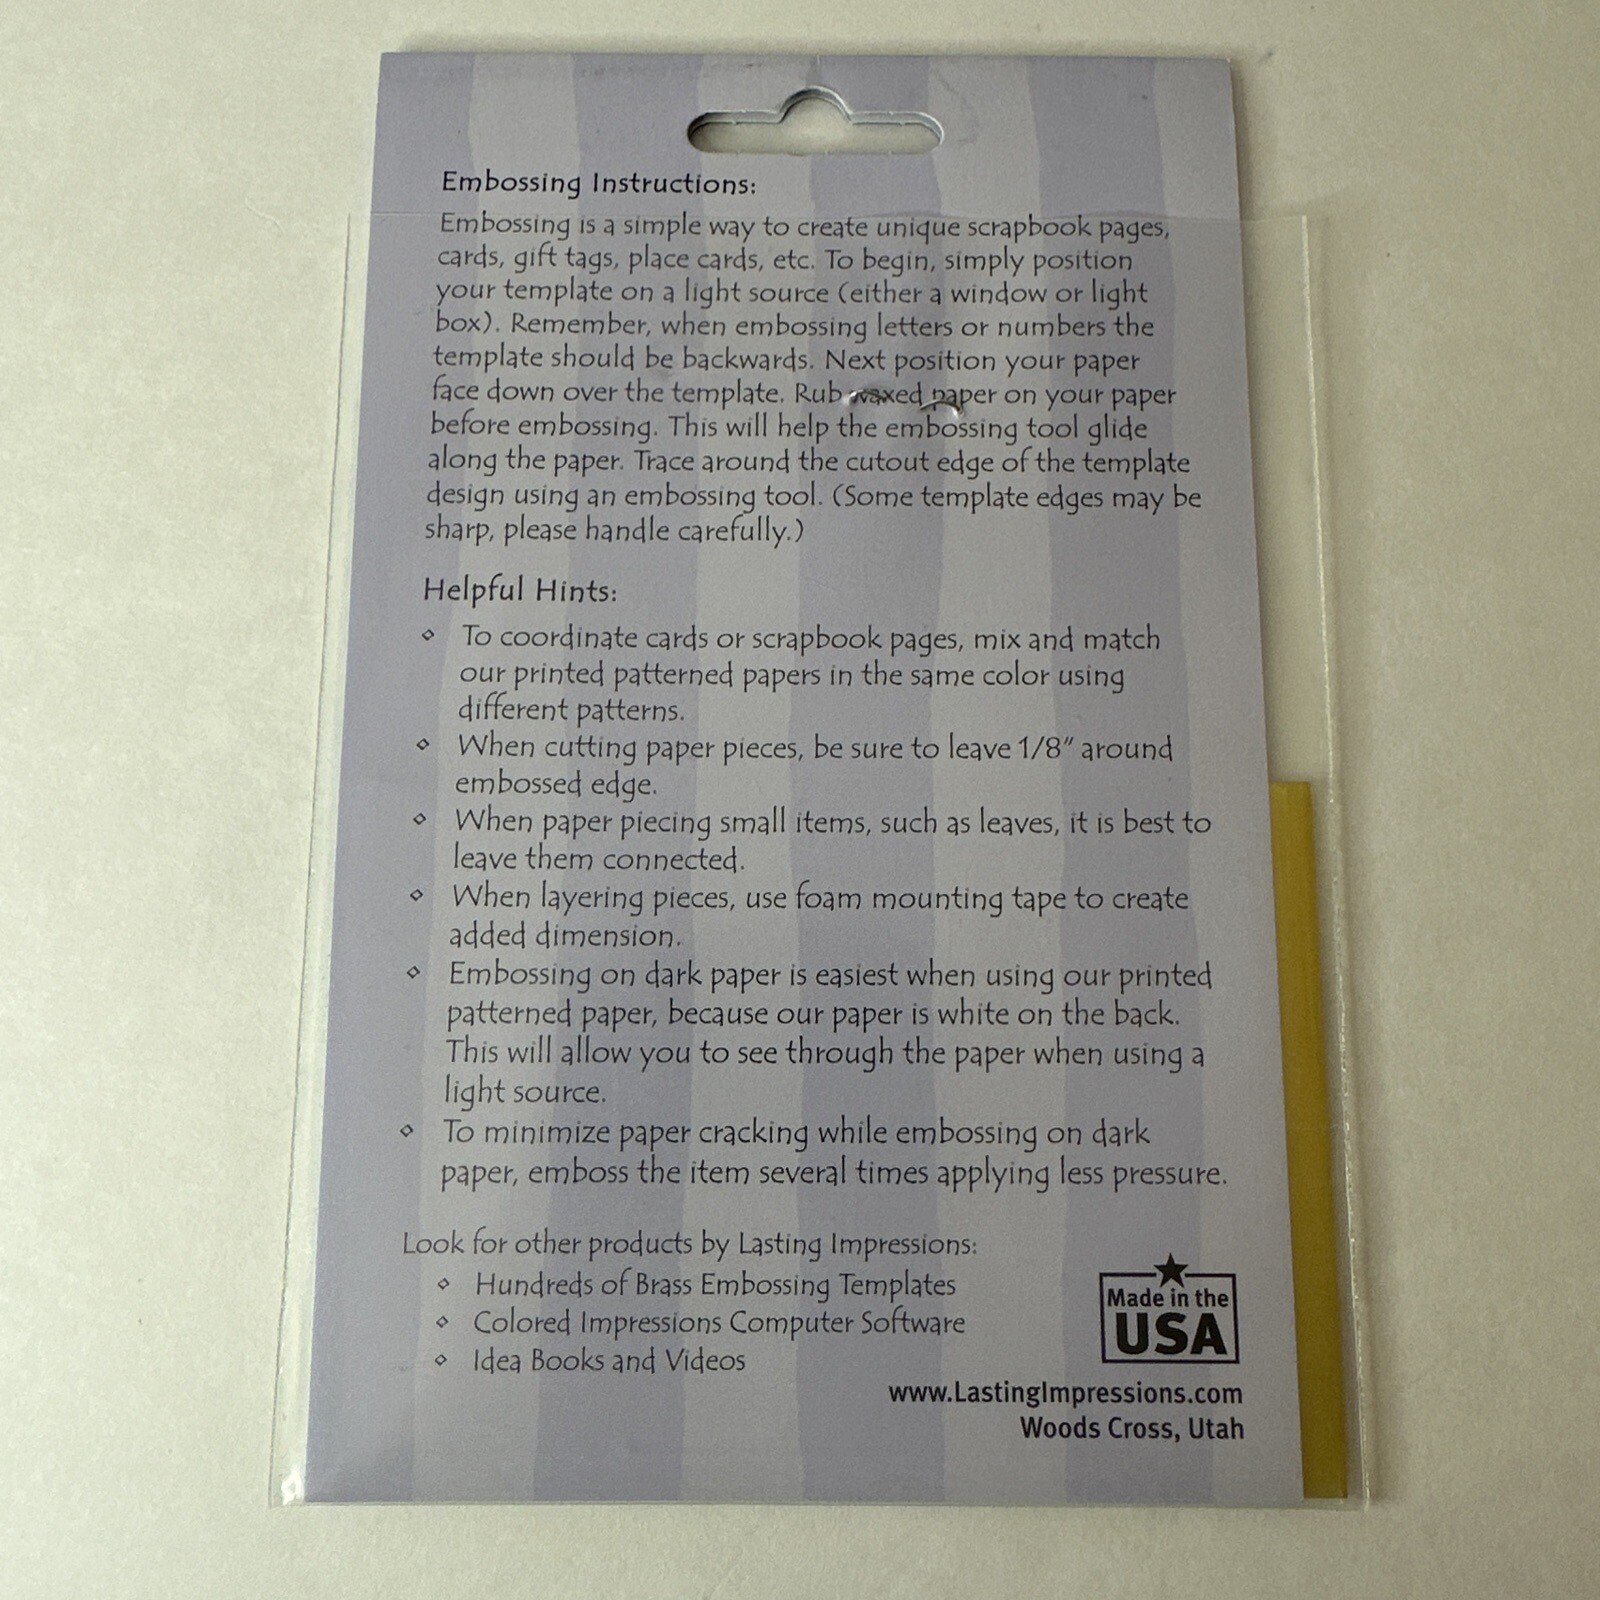 Embossing Instructions:
Embossing is a simple way to create unique scrapbook pages,
cards, gift tags, place cards, etc. To begin, simply position
your template on a light source (either a window or light
box). Remember, when embossing letters or numbers the
template should be backwards. Next position your paper
face down over the template. Rub waxed paper on your paper
before embossing. This will help the embossing tool glide
along the paper. Trace around the cutout edge of the template
design using an embossing tool. (Some template edges may be
sharp, please handle carefully.)
Helpful Hints:
⋄ To coordinate cards or scrapbook pages, mix and match
our printed patterned papers in the same color using
different patterns.
⋄ When cutting paper pieces, be sure to leave 1/8" around
embossed edge.
⋄ When paper piecing small items, such as leaves, it is best to
leave them connected.
⋄ When layering pieces, use foam mounting tape to create
added dimension.
⋄ Embossing on dark paper is easiest when using our printed
patterned paper, because our paper is white on the back.
This will allow you to see through the paper when using a
light source.
⋄ To minimize paper cracking while embossing on dark
paper, emboss the item several times applying less pressure.
Look for other products by Lasting Impressions:
⋄ Hundreds of Brass Embossing Templates
⋄ Colored Impressions Computer Software
⋄ Idea Books and Videos
Made in the
USA
www.LastingImpressions.com
Woods Cross, Utah